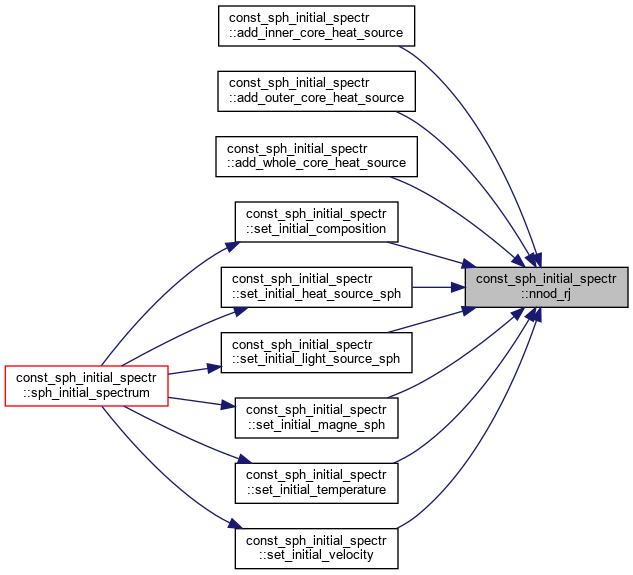 const_sph_initial_spectr
::add_inner_core_heat_source
const_sph_initial_spectr
::add_outer_core_heat_source
const_sph_initial_spectr
::add_whole_core_heat_source
const_sph_initial_spectr
::set_initial_composition
const_sph_initial_spectr
::nnod_rj
const_sph_initial_spectr
::set_initial_heat_source_sph
const_sph_initial_spectr
::set_initial_light_source_sph
const_sph_initial_spectr
::sph_initial_spectrum
const_sph_initial_spectr
::set_initial_magne_sph
const_sph_initial_spectr
::set_initial_temperature
const_sph_initial_spectr
::set_initial_velocity